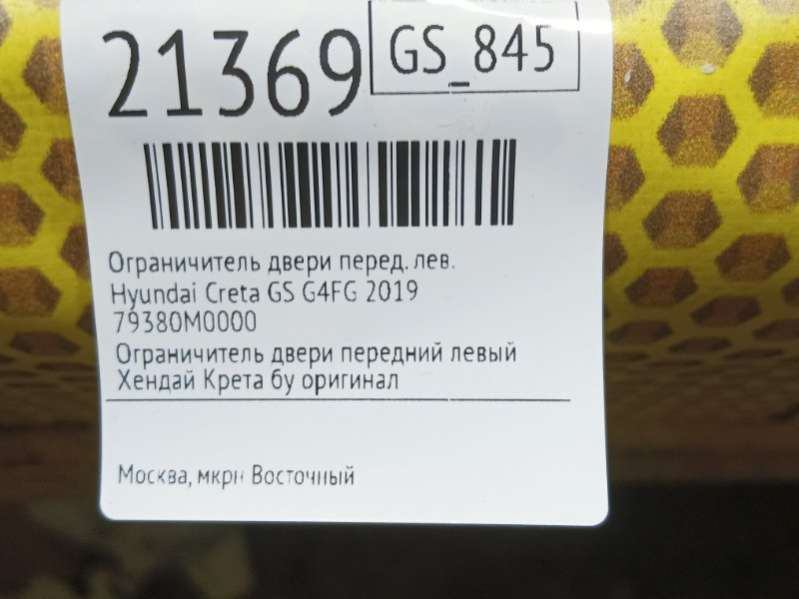 21369
GS_845
Ограничитель двери перед. лев.
Hyundai Creta GS G4FG 2019
79380M0000
Ограничитель двери передний левый
Хендай Крета бу оригинал
Москва, мкрн Восточный